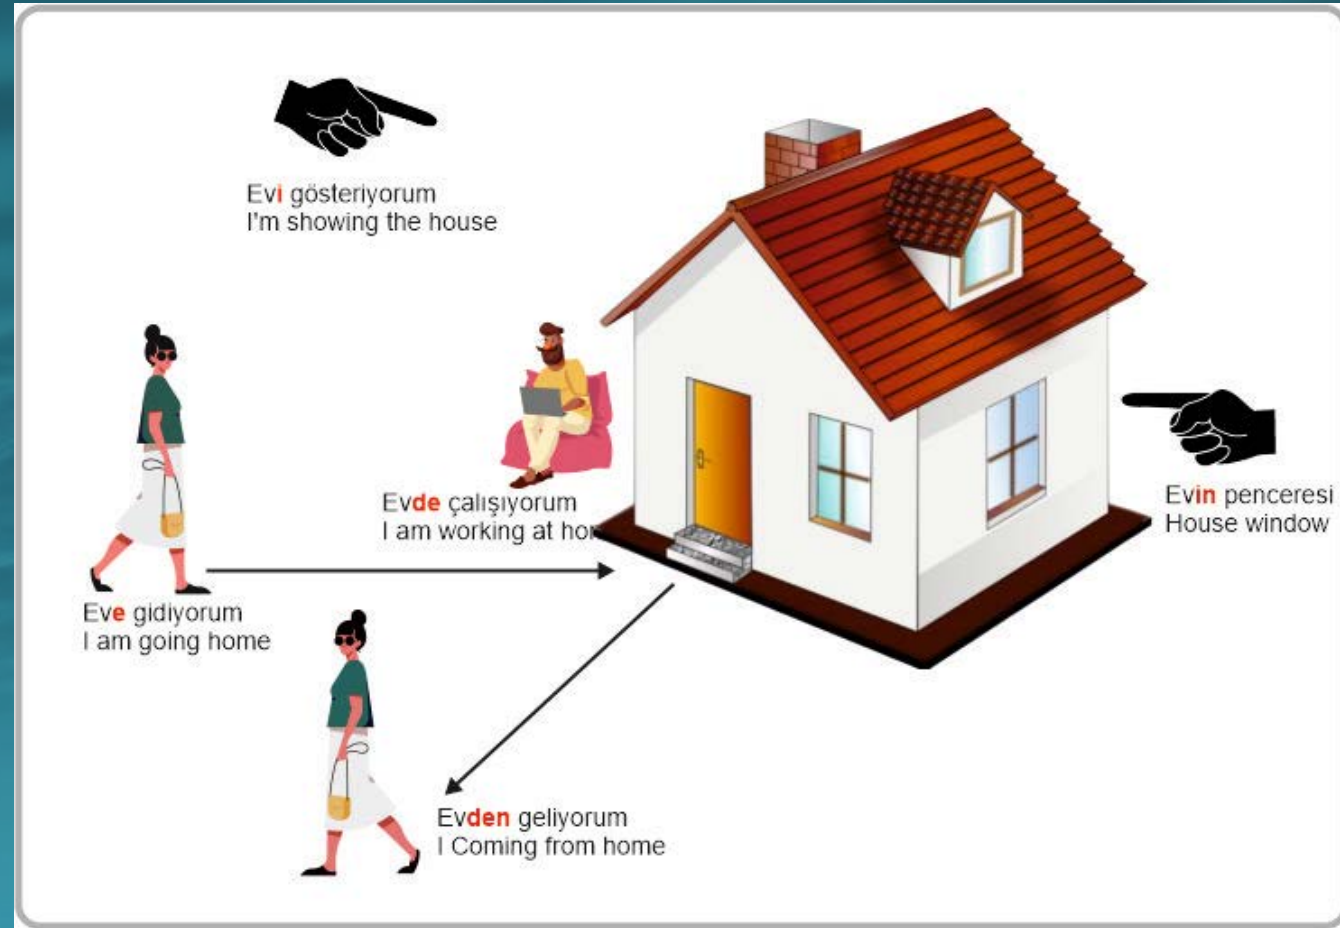 Evi gösteriyorum
I'm showing the house
Evde çalışıyorum
I am working at hor
Evin penceresi
House window
Eve gidiyorum
I am going home
Evden geliyorum
I Coming from home